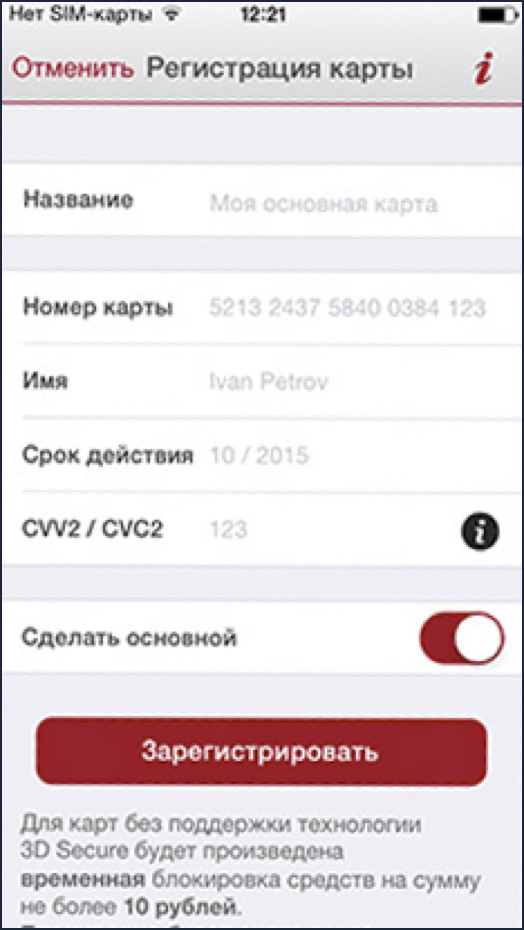 Нет SIM-карты 12:21
Отменить Регистрация карты i
Название Моя основная карта
Номер карты 5213 2437 5840 0384 123
Имя Ivan Petrov
Срок действия 10 / 2015
CVV2 / CVC2 123 i
Сделать основной
Зарегистрировать
Для карт без поддержки технологии
3D Secure будет произведена
временная блокировка средств на сумму
не более 10 рублей.